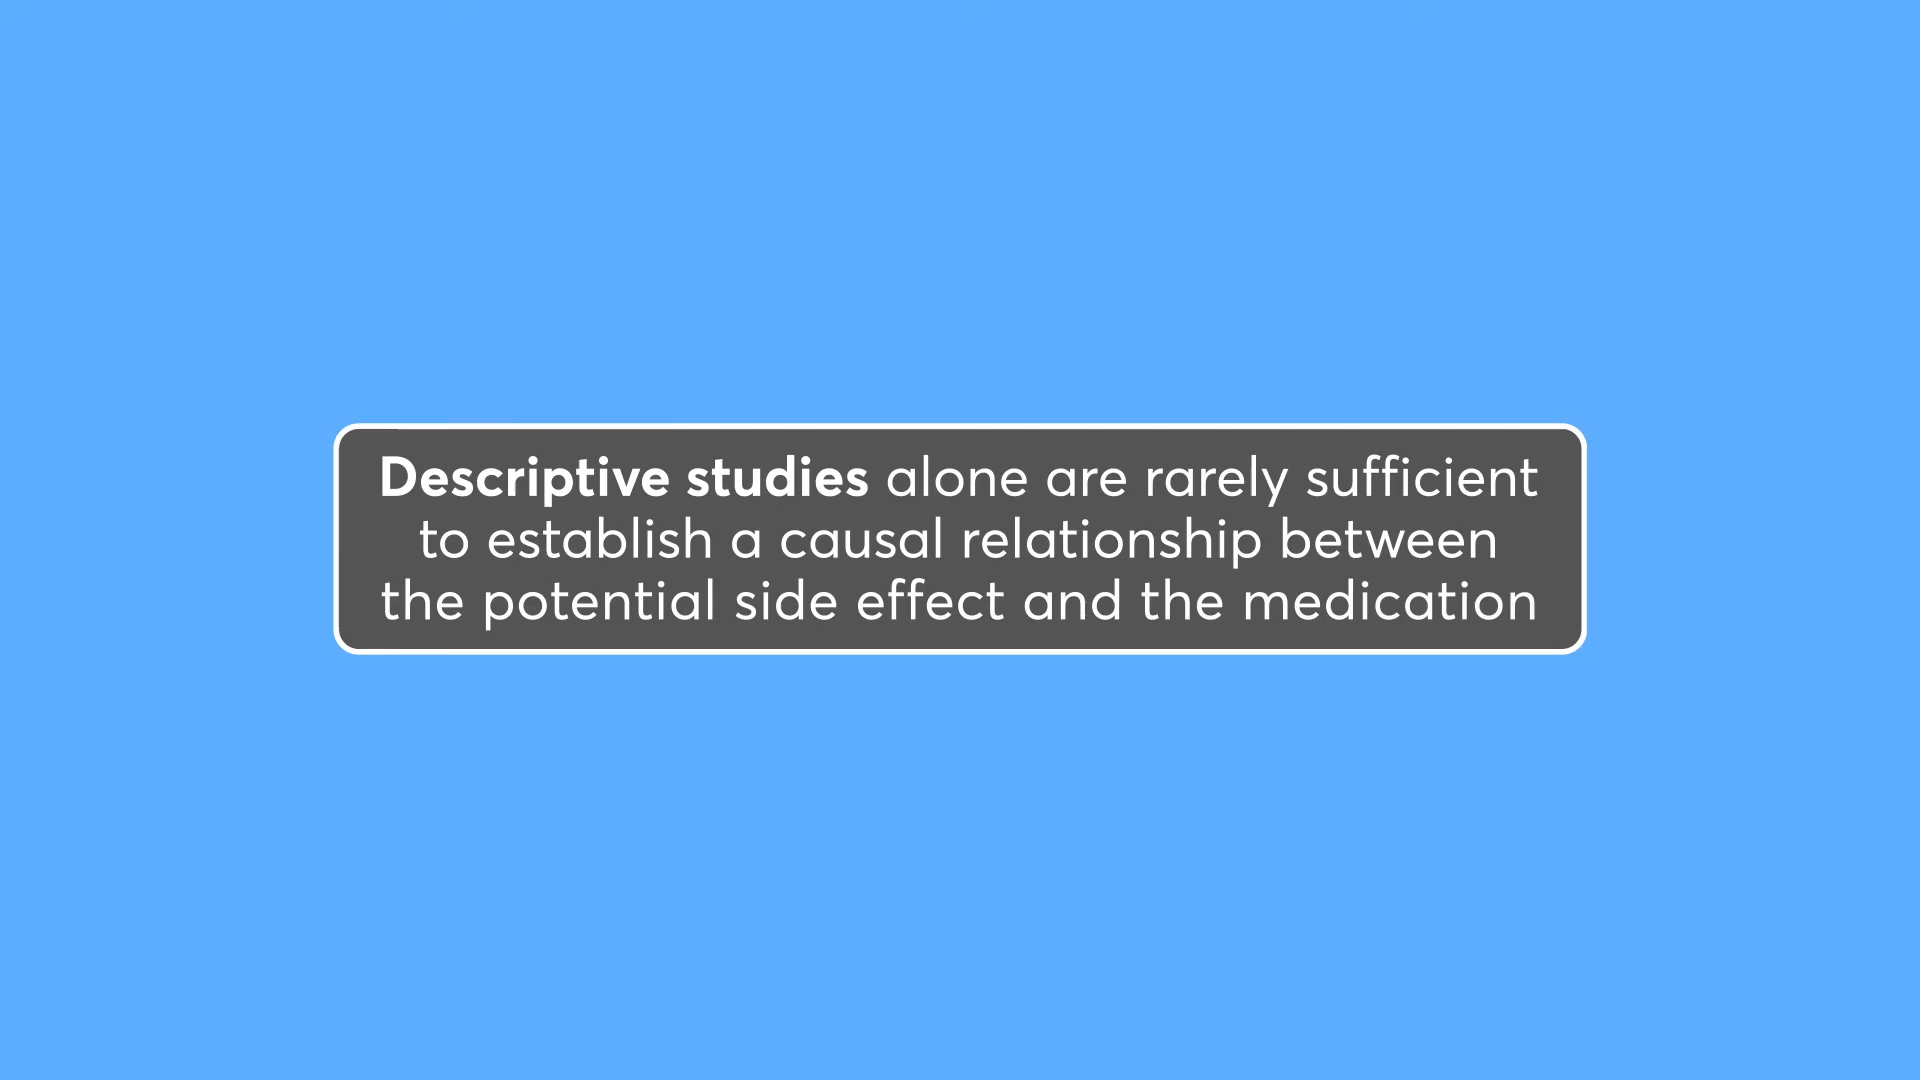 Descriptive studies alone are rarely sufficient
to establish a causal relationship between
the potential side effect and the medication